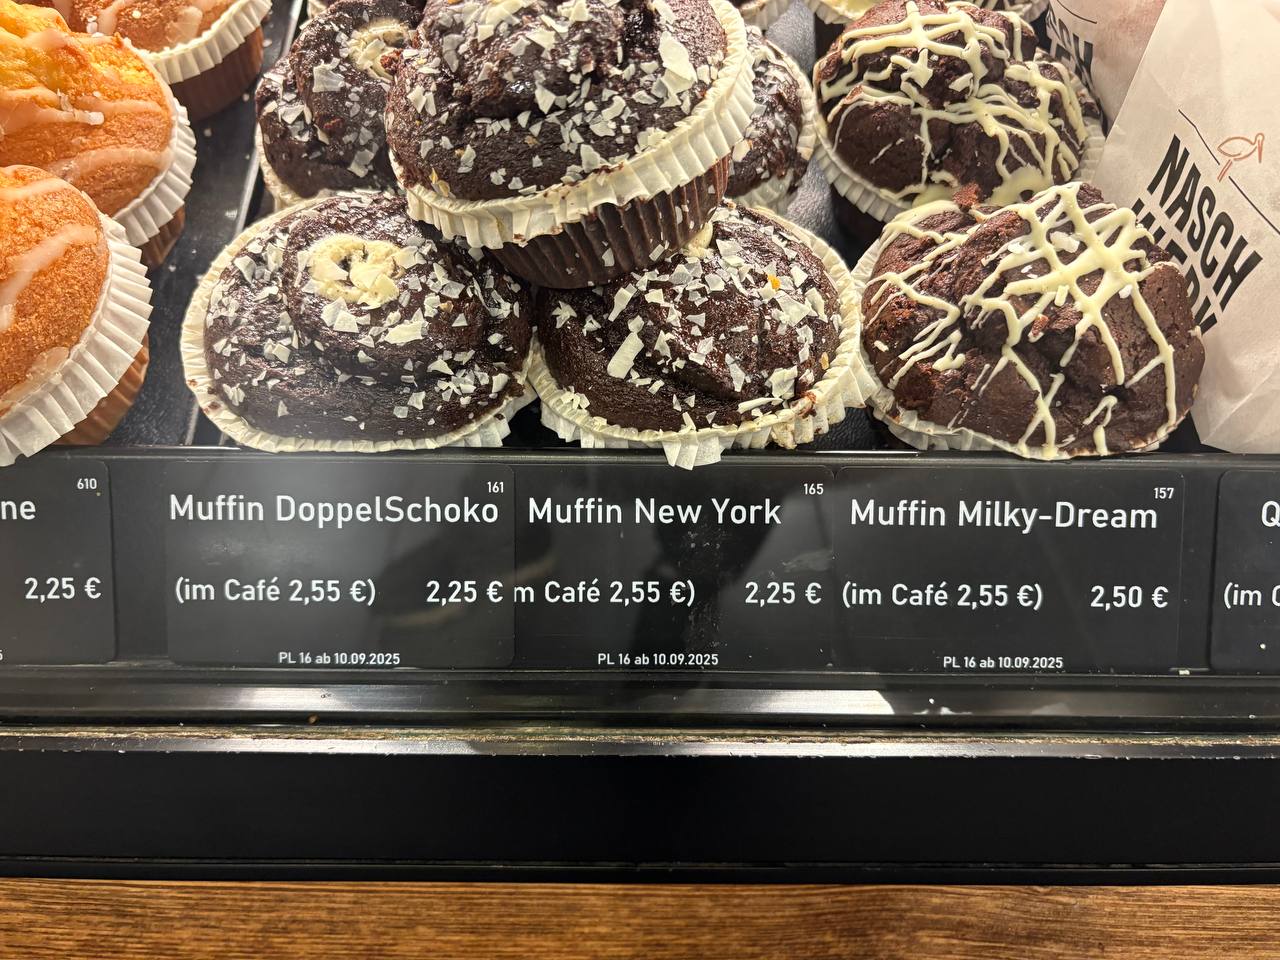 NASCH
610
ne
2,25 €
161
Muffin DoppelSchoko
(im Café 2,55 €) 2,25 €
PL 16 ab 10.09.2025
165
Muffin New York
m Café 2,55 €) 2,25 €
PL 16 ab 10.09.2025
157
Muffin Milky-Dream
(im Café 2,55 €) 2,50 €
PL 16 ab 10.09.2025
Q
(im